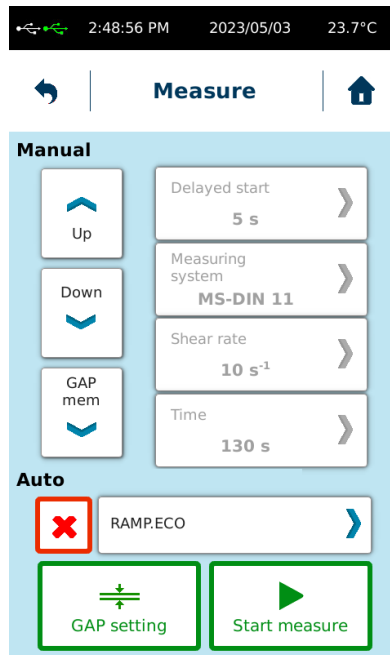 2:48:56 PM 2023/05/03 23.7°C
Measure
Manual
Up
Down
GAP
mem
Delayed start
5 s
Measuring
system
MS-DIN 11
Shear rate
10 s⁻¹
Time
130 s
Auto
RAMP.ECO
GAP setting
Start measure